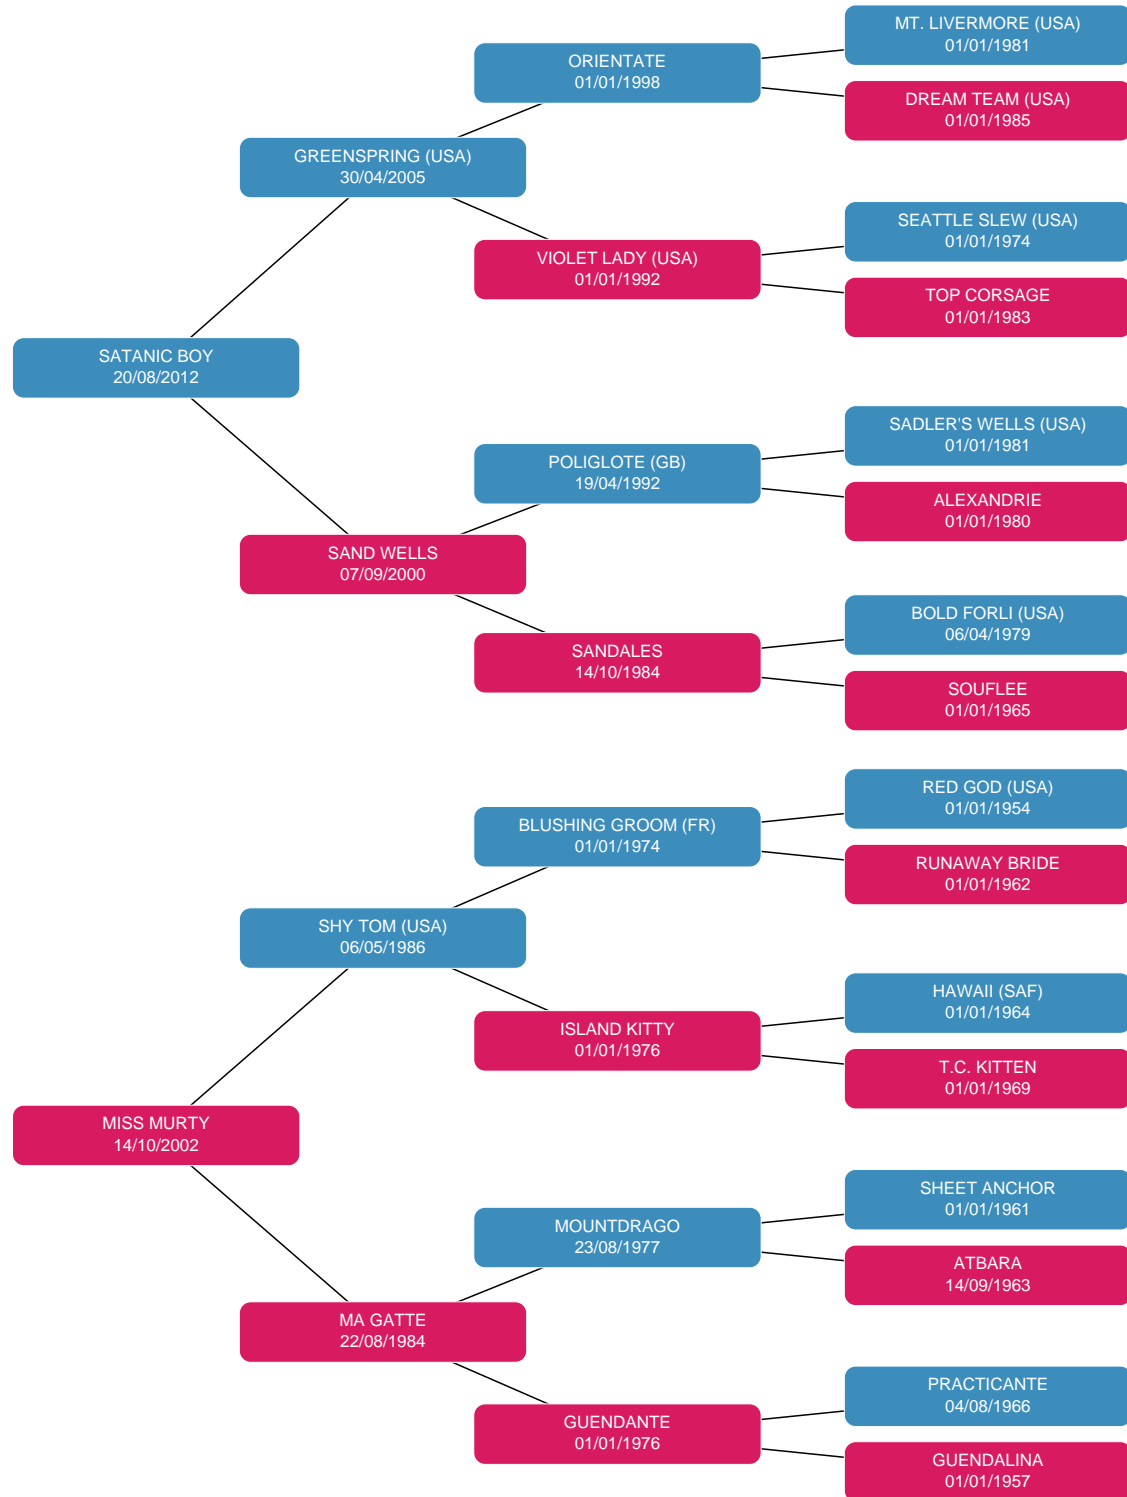 MT. LIVERMORE (USA)
01/01/1981
ORIENTATE
01/01/1998
DREAM TEAM (USA)
01/01/1985
GREENSPRING (USA)
30/04/2005
SEATTLE SLEW (USA)
01/01/1974
VIOLET LADY (USA)
01/01/1992
TOP CORSAGE
01/01/1983
SATANIC BOY
20/08/2012
SADLER'S WELLS (USA)
01/01/1981
POLIGLOTE (GB)
19/04/1992
ALEXANDRIE
01/01/1980
SAND WELLS
07/09/2000
BOLD FORLI (USA)
06/04/1979
SANDALES
14/10/1984
SOUFLEE
01/01/1965
RED GOD (USA)
01/01/1954
BLUSHING GROOM (FR)
01/01/1974
RUNAWAY BRIDE
01/01/1962
SHY TOM (USA)
06/05/1986
HAWAII (SAF)
01/01/1964
ISLAND KITTY
01/01/1976
T.C. KITTEN
01/01/1969
MISS MURTY
14/10/2002
SHEET ANCHOR
01/01/1961
MOUNTDRAGO
23/08/1977
ATBARA
14/09/1963
MA GATTE
22/08/1984
PRACTICANTE
04/08/1966
GUENDANTE
01/01/1976
GUENDALINA
01/01/1957